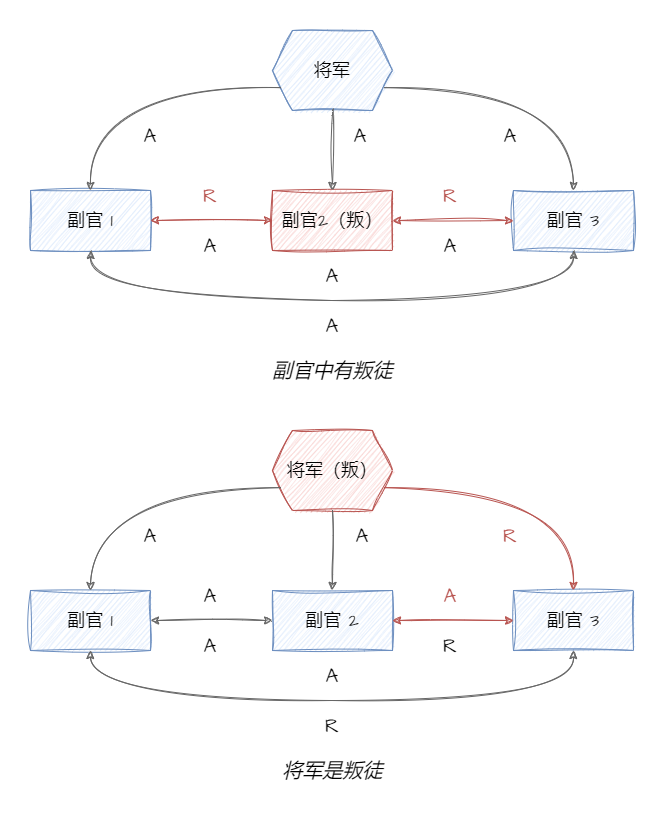 将军
A A A
副官 1 R 副官2（叛） R 副官 3
A A
A
A
副官中有叛徒
将军（叛）
A A R
副官 1 A 副官 2 A 副官 3
A R
A
R
将军是叛徒